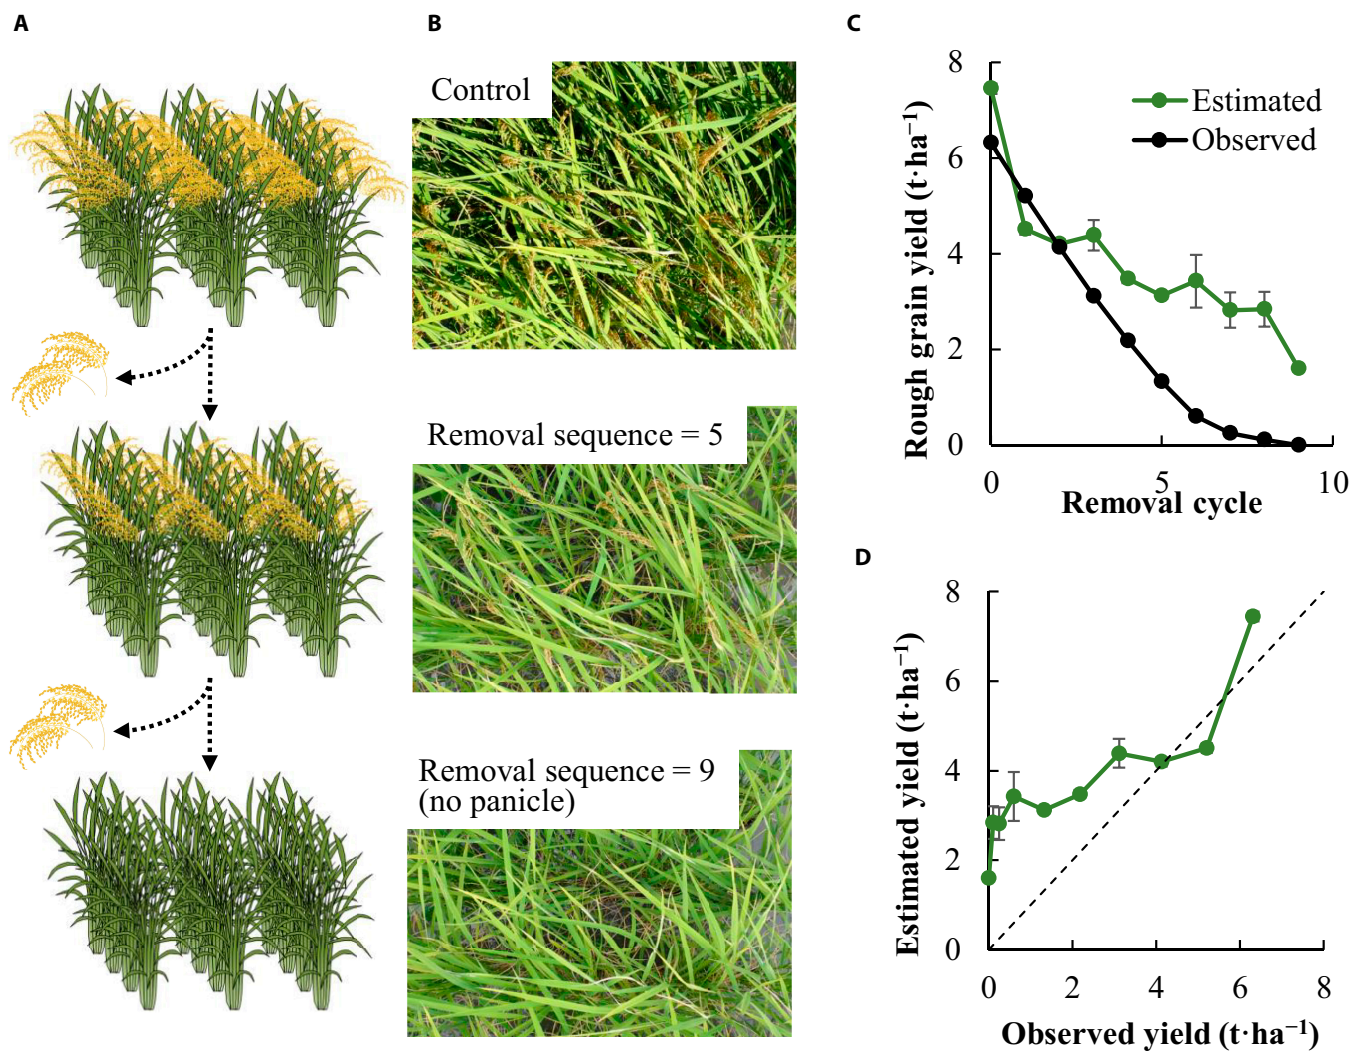 A
B
Control
Removal sequence = 5
Removal sequence = 9
(no panicle)
C
8
6
4
2
0
Rough grain yield (t·ha⁻¹)
Estimated
Observed
0
5
10
Removal cycle
D
8
6
4
2
0
Estimated yield (t·ha⁻¹)
0
2
4
6
8
Observed yield (t·ha⁻¹)